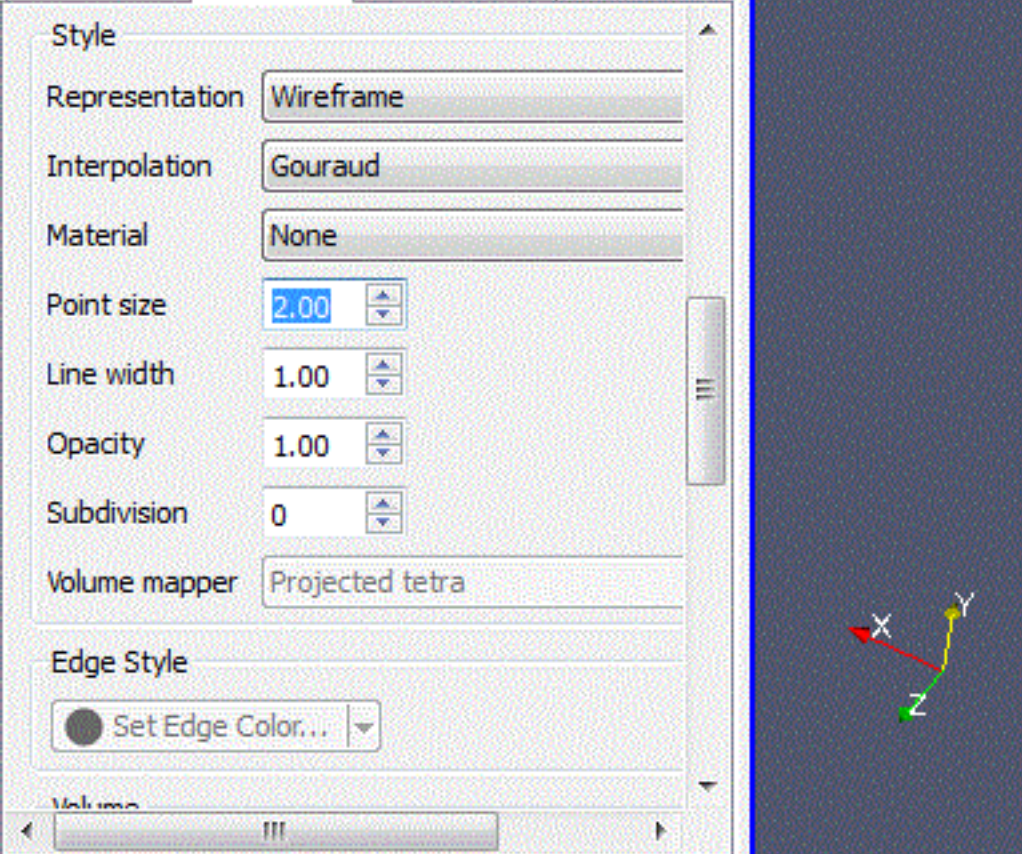 Style
Representation Wireframe
Interpolation Gouraud
Material None
Point size 2.00
Line width 1.00
Opacity 1.00
Subdivision 0
Volume mapper Projected tetra
Edge Style
Set Edge Color...
Volume
X
Y
Z